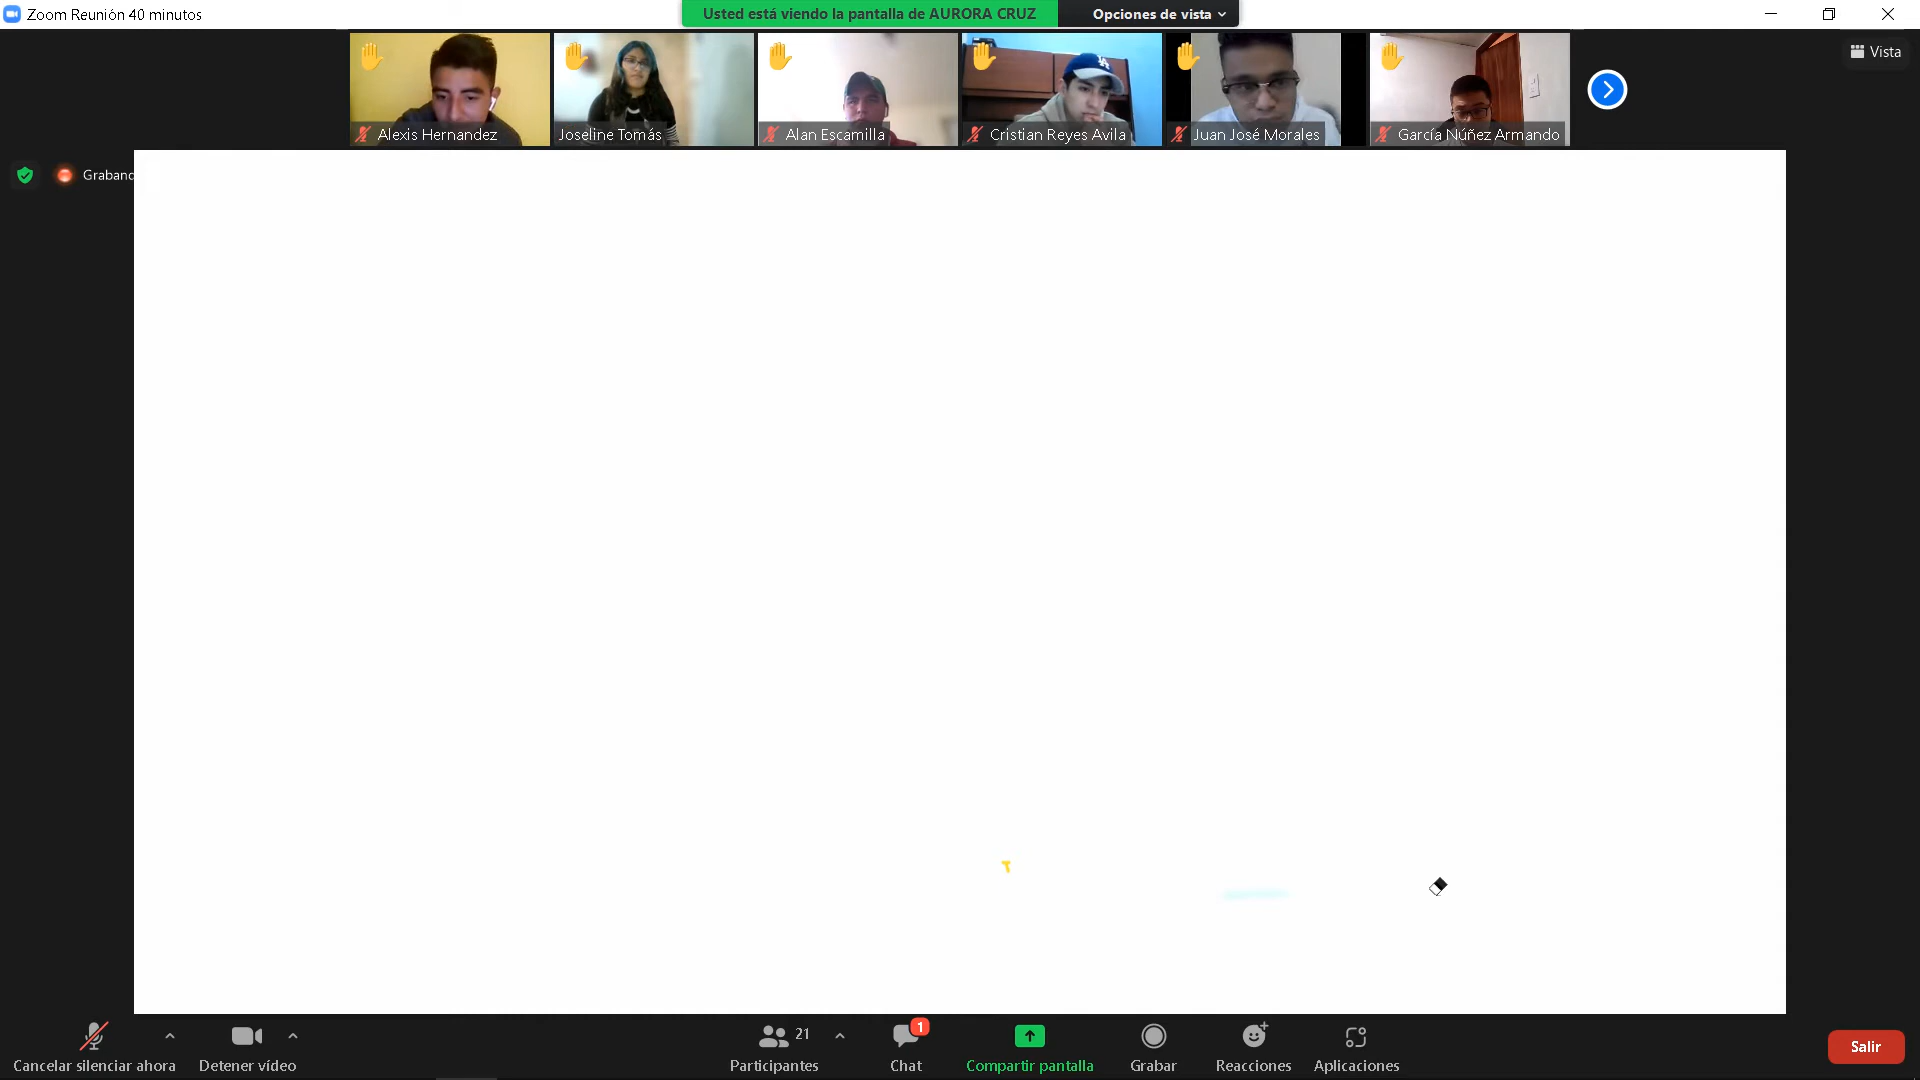 Zoom Reunión 40 minutos
Usted está viendo la pantalla de AURORA CRUZ
Opciones de vista
Vista
Alexis Hernandez
Joseline Tomás
Alan Escamilla
Cristian Reyes Avila
Juan José Morales
García Núñez Armando
Grabanc
Cancelar silenciar ahora
Detener vídeo
21
Participantes
1
Chat
Compartir pantalla
Grabar
Reacciones
Aplicaciones
Salir